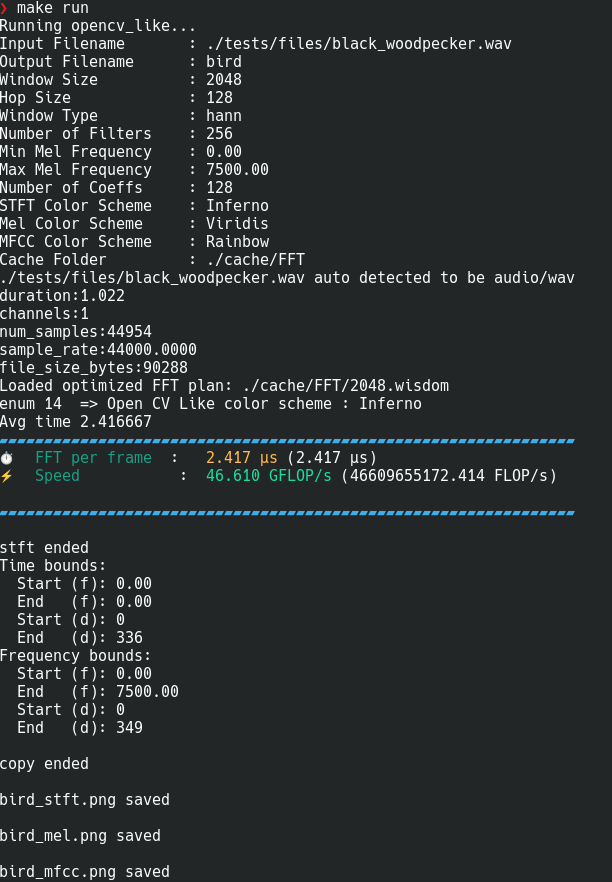 ❯ make run
Running opencv_like...
Input Filename       : ./tests/files/black_woodpecker.wav
Output Filename      : bird
Window Size          : 2048
Hop Size             : 128
Window Type          : hann
Number of Filters    : 256
Min Mel Frequency    : 0.00
Max Mel Frequency    : 7500.00
Number of Coeffs     : 128
STFT Color Scheme    : Inferno
Mel Color Scheme     : Viridis
MFCC Color Scheme    : Rainbow
Cache Folder         : ./cache/FFT
./tests/files/black_woodpecker.wav auto detected to be audio/wav
duration:1.022
channels:1
num_samples:44954
sample_rate:44000.0000
file_size_bytes:90288
Loaded optimized FFT plan: ./cache/FFT/2048.wisdom
enum 14  => Open CV Like color scheme : Inferno
Avg time 2.416667
⏱️  FFT per frame  :   2.417 µs (2.417 µs)
⚡  Speed           :  46.610 GFLOP/s (46609655172.414 FLOP/s)
stft ended
Time bounds:
  Start (f): 0.00
  End   (f): 0.00
  Start (d): 0
  End   (d): 336
Frequency bounds:
  Start (f): 0.00
  End   (f): 7500.00
  Start (d): 0
  End   (d): 349
copy ended
bird_stft.png saved
bird_mel.png saved
bird_mfcc.png saved